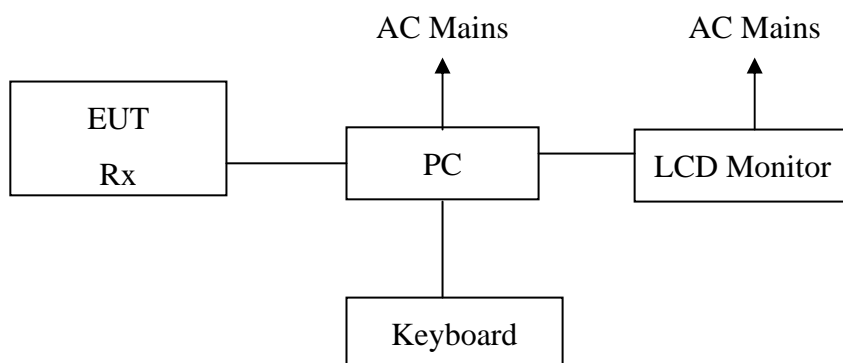 AC Mains
AC Mains
EUT
Rx
PC
LCD Monitor
Keyboard